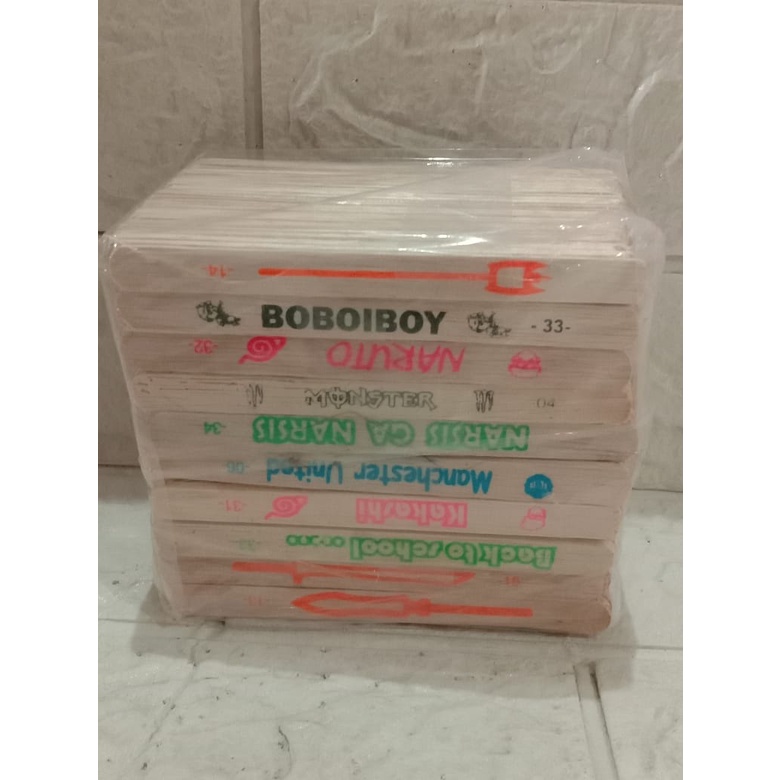 -14-
BOBOIBOY - 33-
NARUTO -32-
MONSTER 04
NARSIS GA NARSIS 34
Manchester United -06-
Kakashi -31-
Back to school .....